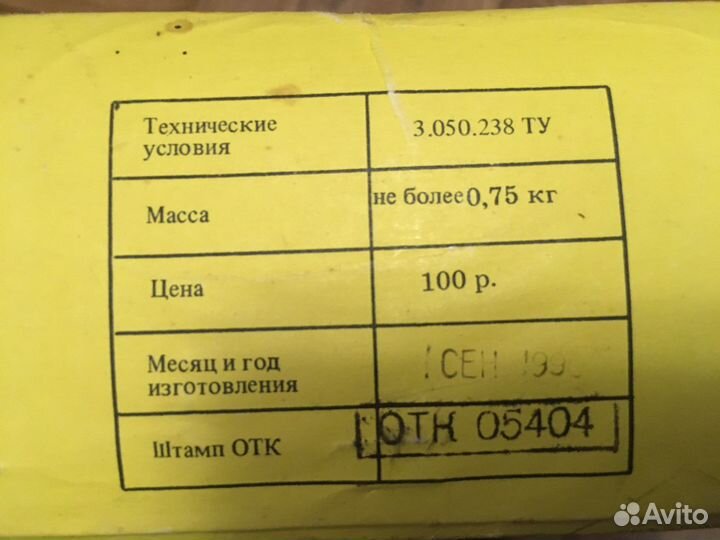 Технические
условия
3.050.238 ТУ
Масса
не более 0,75 кг
Цена
100 р.
Месяц и год
изготовления
СЕН
Штамп ОТК
ОТК 05404
Avito